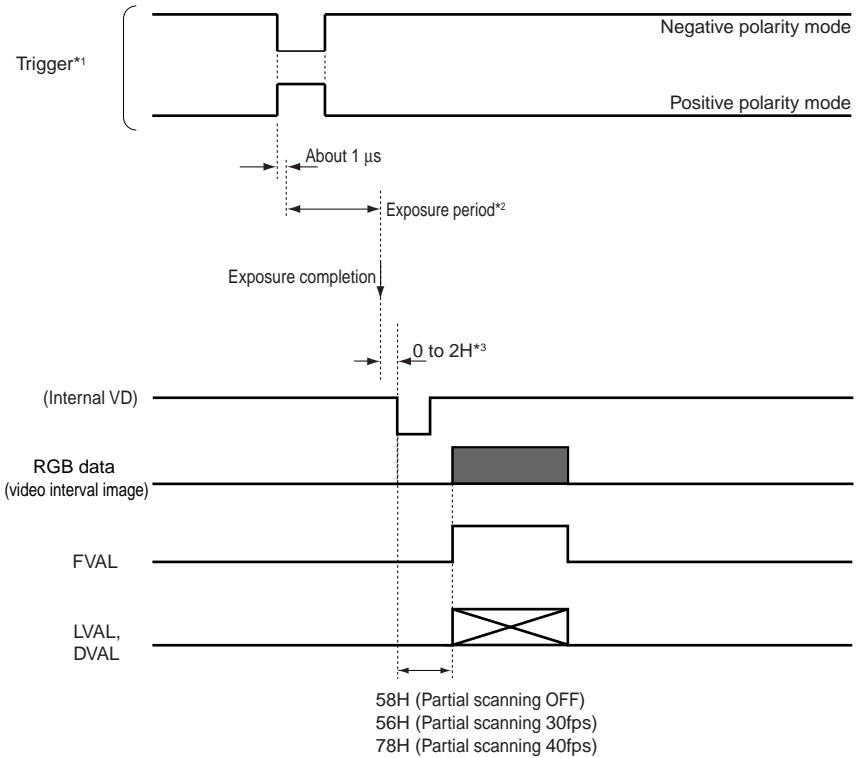 Negative polarity mode
Trigger*1
Positive polarity mode
About 1 μs
Exposure period*2
Exposure completion
0 to 2H*3
(Internal VD)
RGB data
(video interval image)
FVAL
LVAL,
DVAL
58H (Partial scanning OFF)
56H (Partial scanning 30fps)
78H (Partial scanning 40fps)